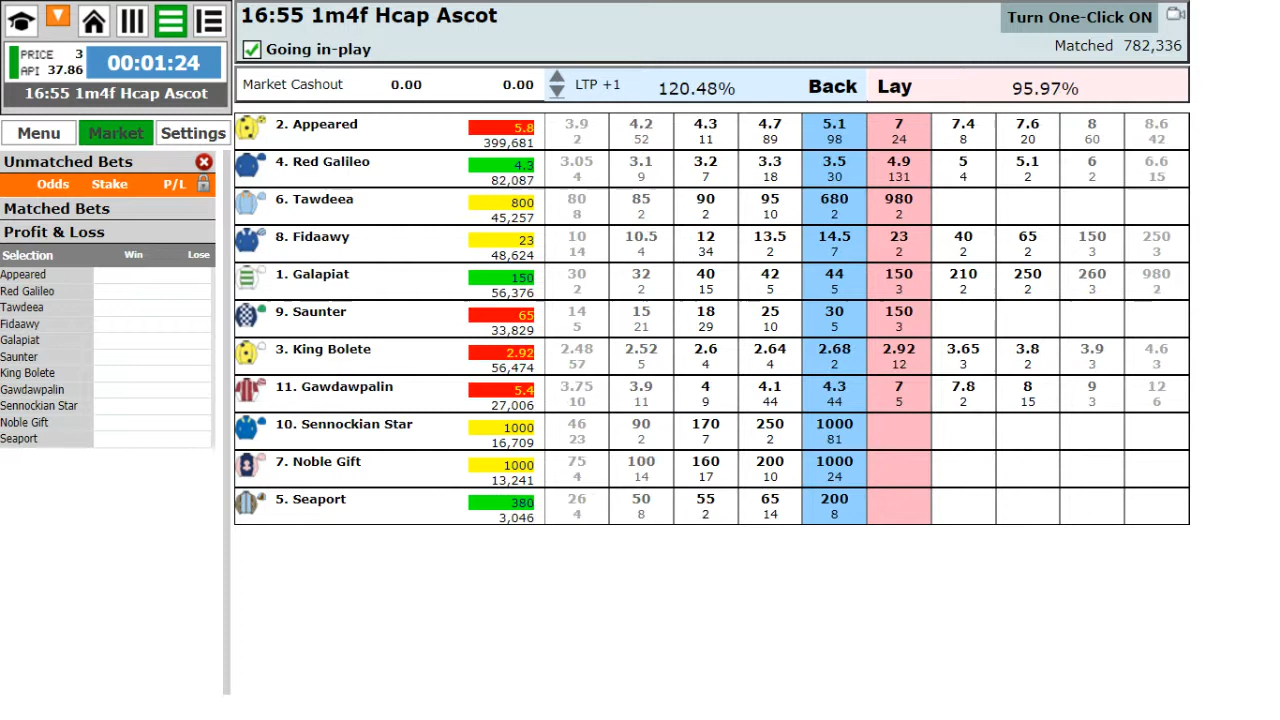 16:55 1m4f Hcap Ascot
Turn One-Click ON
Going in-play
Matched 782,336
PRICE 3
API 37.86
00:01:24
16:55 1m4f Hcap Ascot
Market Cashout 0.00 0.00 LTP +1 120.48% Back Lay 95.97%
Menu Market Settings
Unmatched Bets
Odds Stake P/L
Matched Bets
Profit & Loss
Selection Win Lose
Appeared
Red Galileo
Tawdeea
Fidaawy
Galapiat
Saunter
King Bolete
Gawdawpalin
Sennockian Star
Noble Gift
Seaport
2. Appeared 5.8 3.9 4.2 4.3 4.7 5.1 7 7.4 7.6 8 8.6
399,681 2 52 11 89 98 24 8 20 60 42
4. Red Galileo 4.3 3.05 3.1 3.2 3.3 3.5 4.9 5 5.1 6 6.6
82,087 4 9 7 18 30 131 4 2 2 15
6. Tawdeea 800 80 85 90 95 680 980
45,257 8 2 2 10 2 2
8. Fidaawy 23 10 10.5 12 13.5 14.5 23 40 65 150 250
48,624 14 4 34 2 7 2 2 2 3 3
1. Galapiat 150 30 32 40 42 44 150 210 250 260 980
56,376 2 2 15 5 5 3 2 2 3 2
9. Saunter 65 14 15 18 25 30 150
33,829 5 21 29 10 5 3
3. King Bolete 2.92 2.48 2.52 2.6 2.64 2.68 2.92 3.65 3.8 3.9 4.6
56,474 57 5 4 4 2 12 3 2 3 3
11. Gawdawpalin 5.4 3.75 3.9 4 4.1 4.3 7 7.8 8 9 12
27,006 10 11 9 44 44 5 2 15 3 6
10. Sennockian Star 1000 46 90 170 250 1000
16,709 23 2 7 2 81
7. Noble Gift 1000 75 100 160 200 1000
13,241 4 14 17 10 24
5. Seaport 380 26 50 55 65 200
3,046 4 8 2 14 8